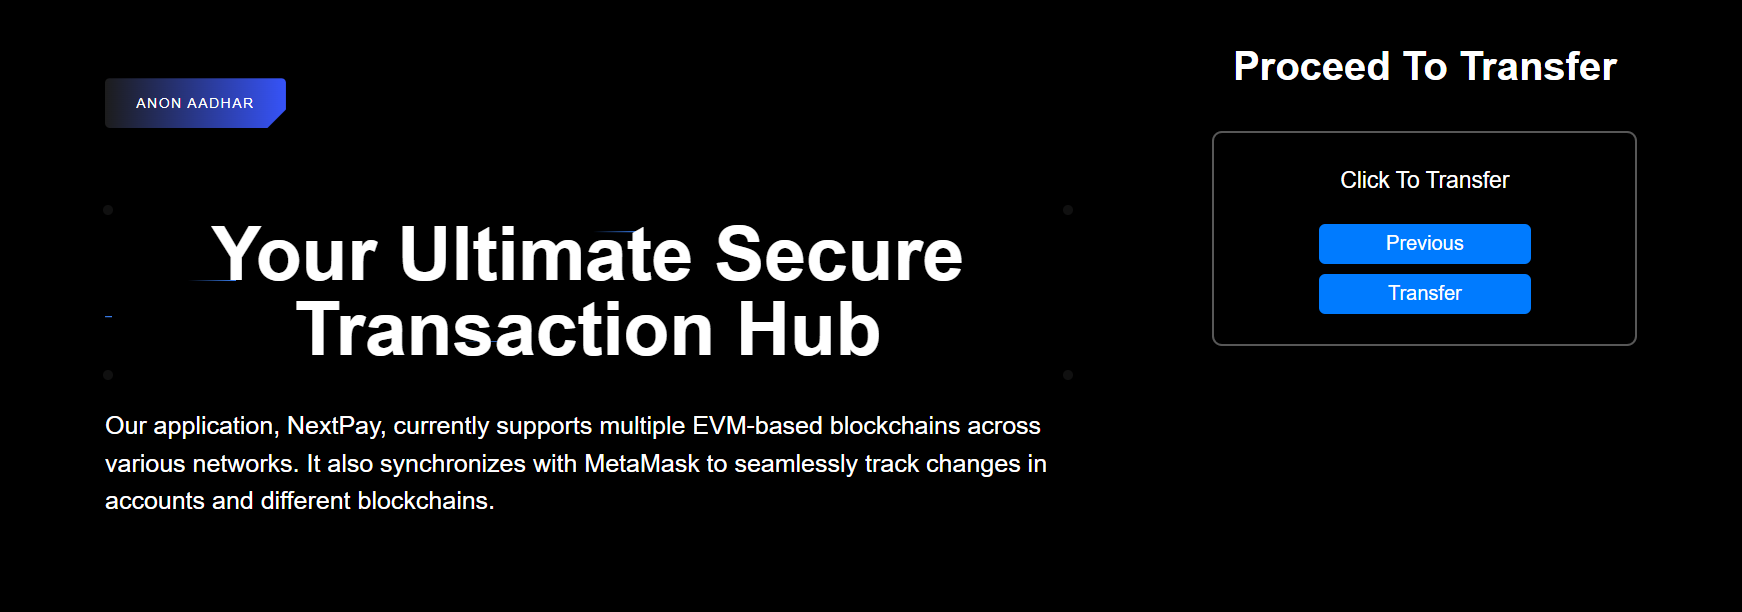 ANON AADHAR
Your Ultimate Secure
Transaction Hub
Our application, NextPay, currently supports multiple EVM-based blockchains across
various networks. It also synchronizes with MetaMask to seamlessly track changes in
accounts and different blockchains.
Proceed To Transfer
Click To Transfer
Previous
Transfer